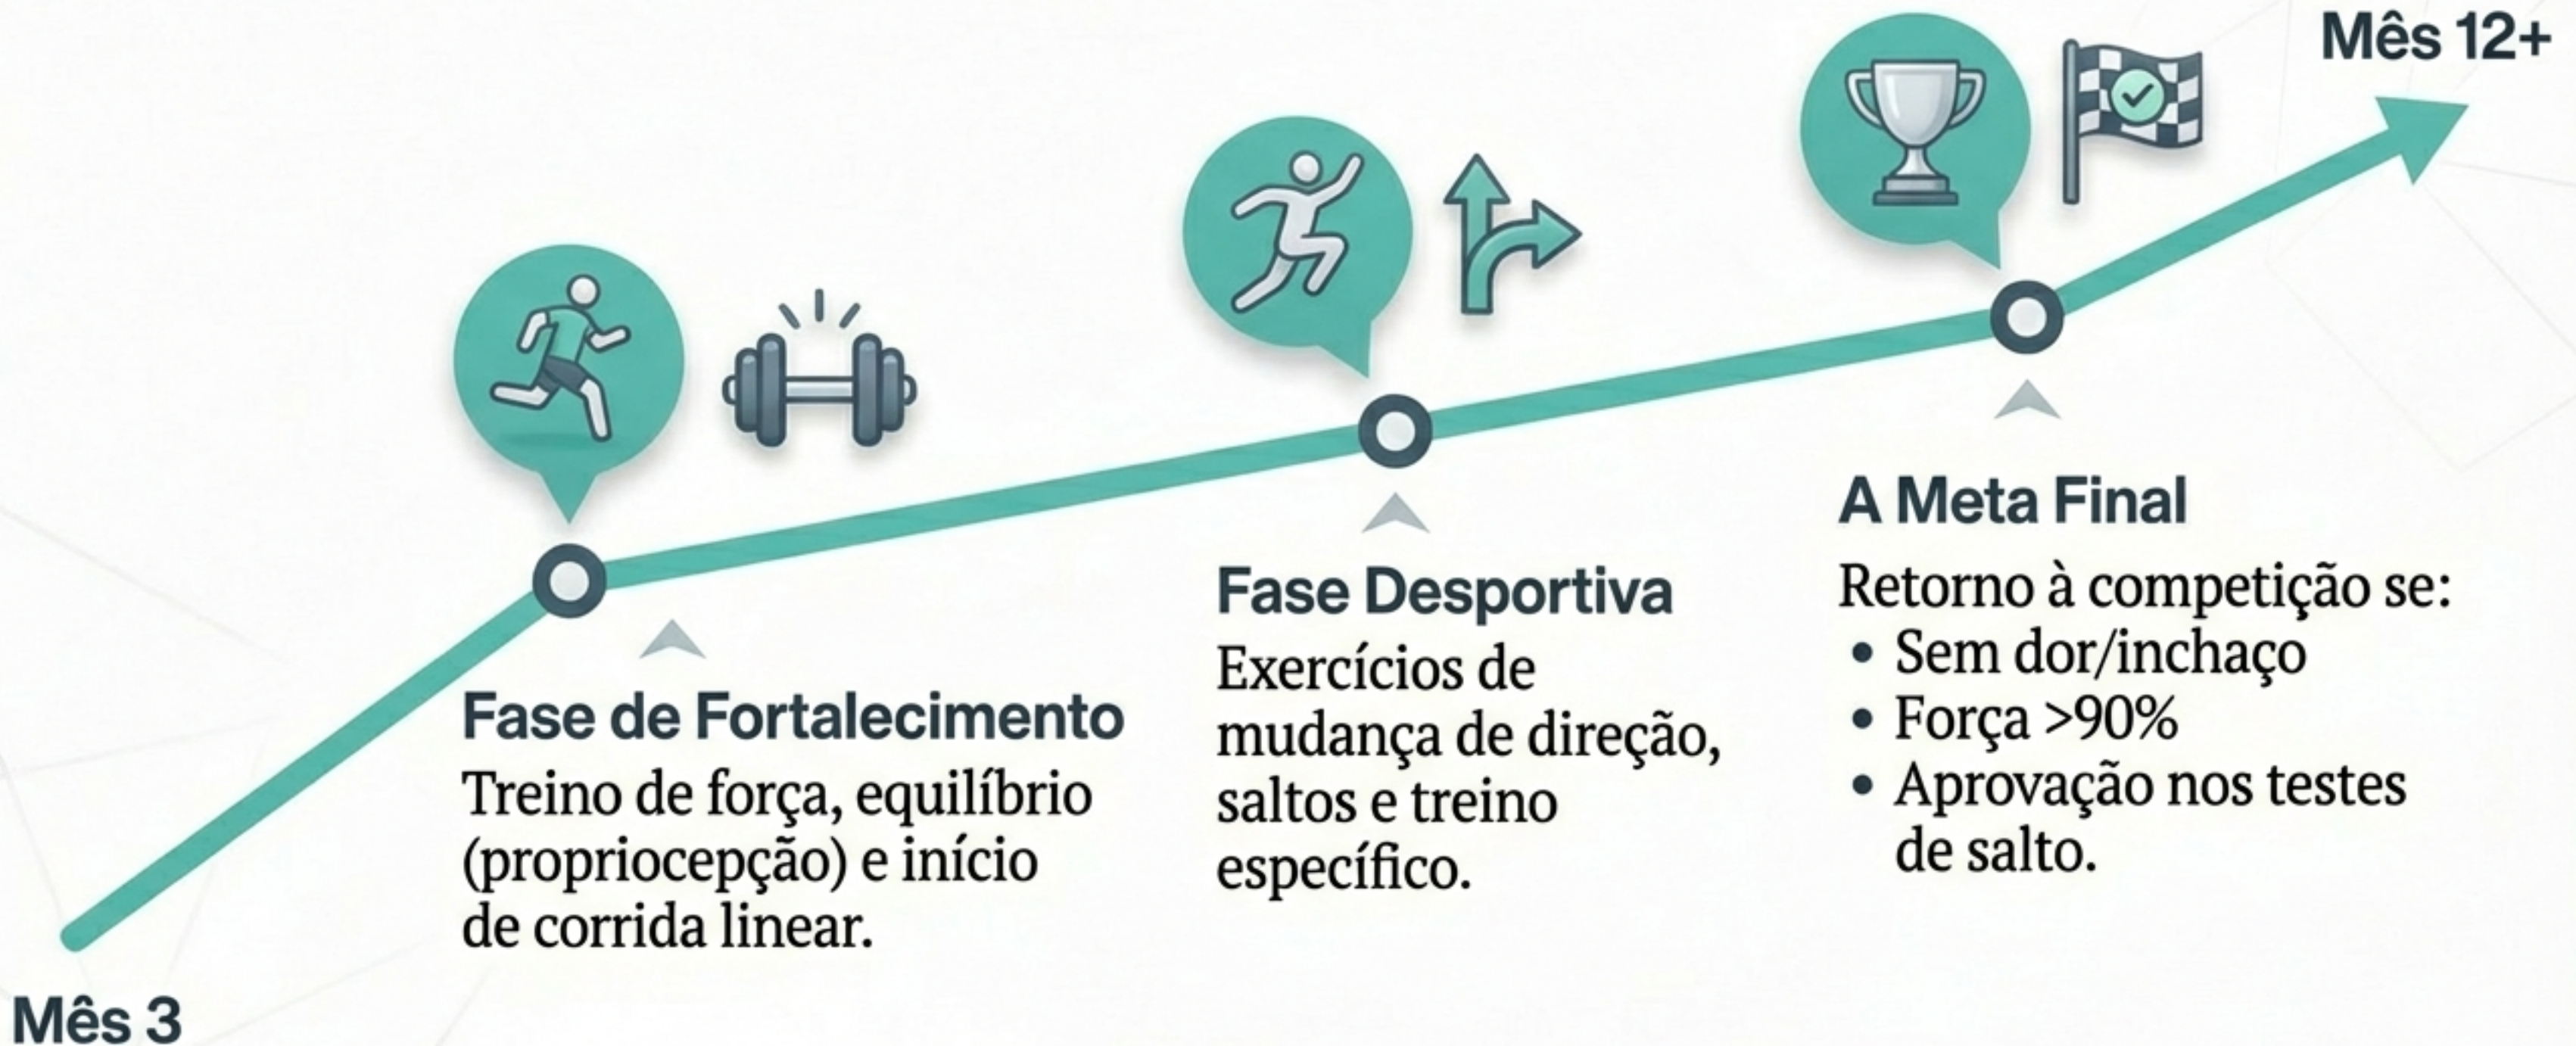 Mês 12+
A Meta Final
Retorno à competição se:
• Sem dor/inchaço
• Força >90%
• Aprovação nos testes
de salto.
Fase Desportiva
Exercícios de
mudança de direção,
saltos e treino
específico.
Fase de Fortalecimento
Treino de força, equilíbrio
(propriocepção) e início
de corrida linear.
Mês 3